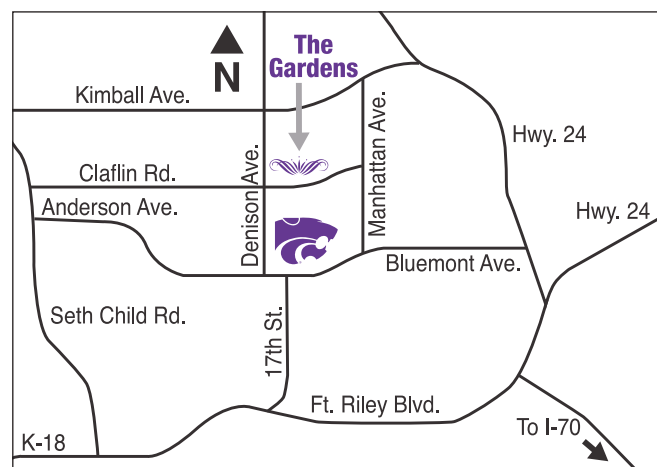 The
Gardens
N
Kimball Ave.
Manhattan Ave.
Hwy. 24
Claflin Rd.
Denison Ave.
Anderson Ave.
Hwy. 24
Bluemont Ave.
Seth Child Rd.
17th St.
Ft. Riley Blvd.
To I-70
K-18